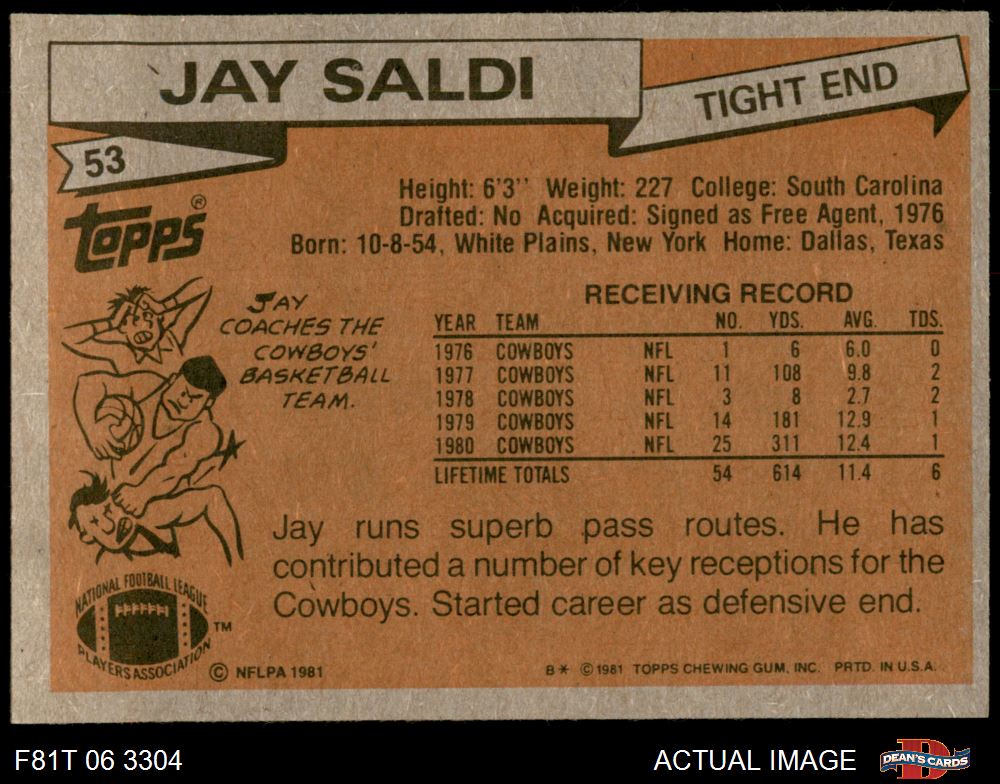 JAY SALDI
TIGHT END
53
Topps®
Height: 6'3'' Weight: 227 College: South Carolina
Drafted: No Acquired: Signed as Free Agent, 1976
Born: 10-8-54, White Plains, New York Home: Dallas, Texas
JAY
COACHES THE
COWBOYS'
BASKETBALL
TEAM.
RECEIVING RECORD
YEAR TEAM NO. YDS. AVG. TDS.
1976 COWBOYS NFL 1 6 6.0 0
1977 COWBOYS NFL 11 108 9.8 2
1978 COWBOYS NFL 3 8 2.7 2
1979 COWBOYS NFL 14 181 12.9 1
1980 COWBOYS NFL 25 311 12.4 1
LIFETIME TOTALS 54 614 11.4 6
Jay runs superb pass routes. He has
contributed a number of key receptions for the
Cowboys. Started career as defensive end.
NATIONAL FOOTBALL LEAGUE
PLAYERS ASSOCIATION
TM
© NFLPA 1981
B* © 1981 TOPPS CHEWING GUM, INC. PRTD. IN U.S.A.
F81T 06 3304
ACTUAL IMAGE
DEAN'S CARDS